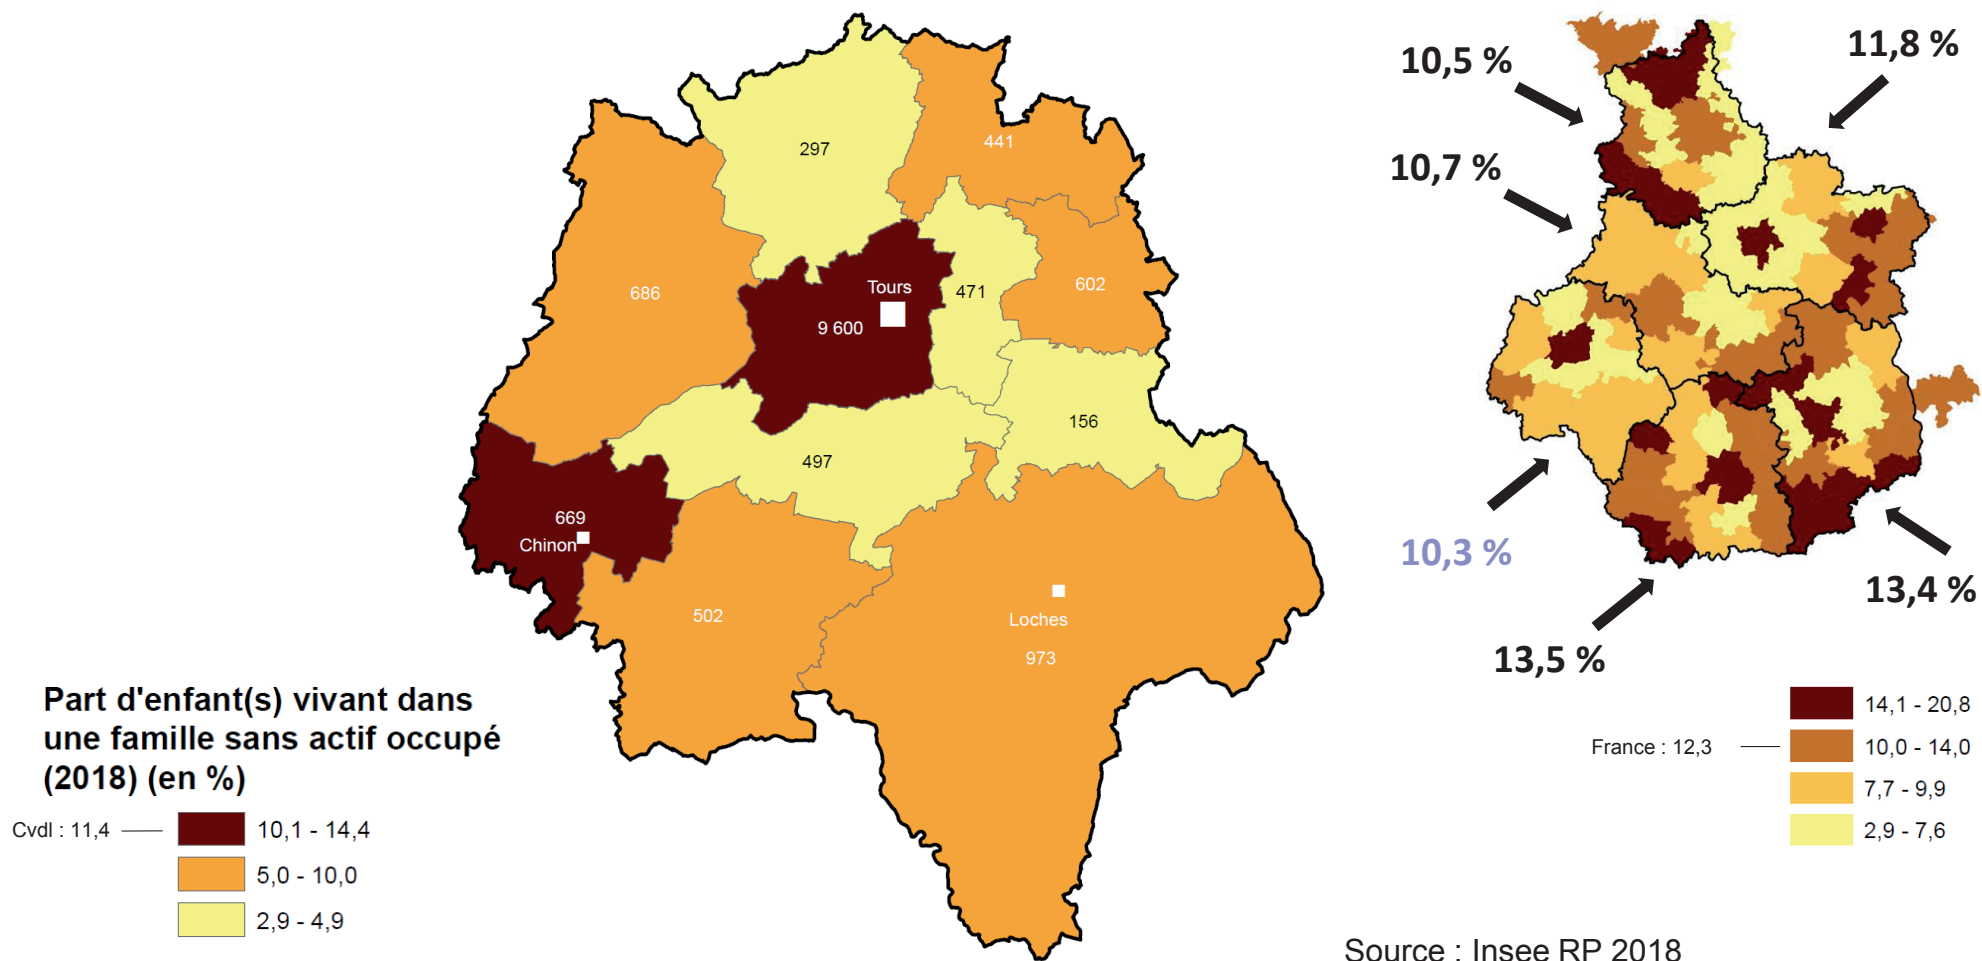 297
441
686
Tours
9 600
471
602
156
497
669
Chinon
502
Loches
973
Part d'enfant(s) vivant dans
une famille sans actif occupé
(2018) (en %)
Cvdl : 11,4
10,1 - 14,4
5,0 - 10,0
2,9 - 4,9
10,5 %
11,8 %
10,7 %
10,3 %
13,4 %
13,5 %
14,1 - 20,8
France : 12,3
10,0 - 14,0
7,7 - 9,9
2,9 - 7,6
Source : Insee RP 2018